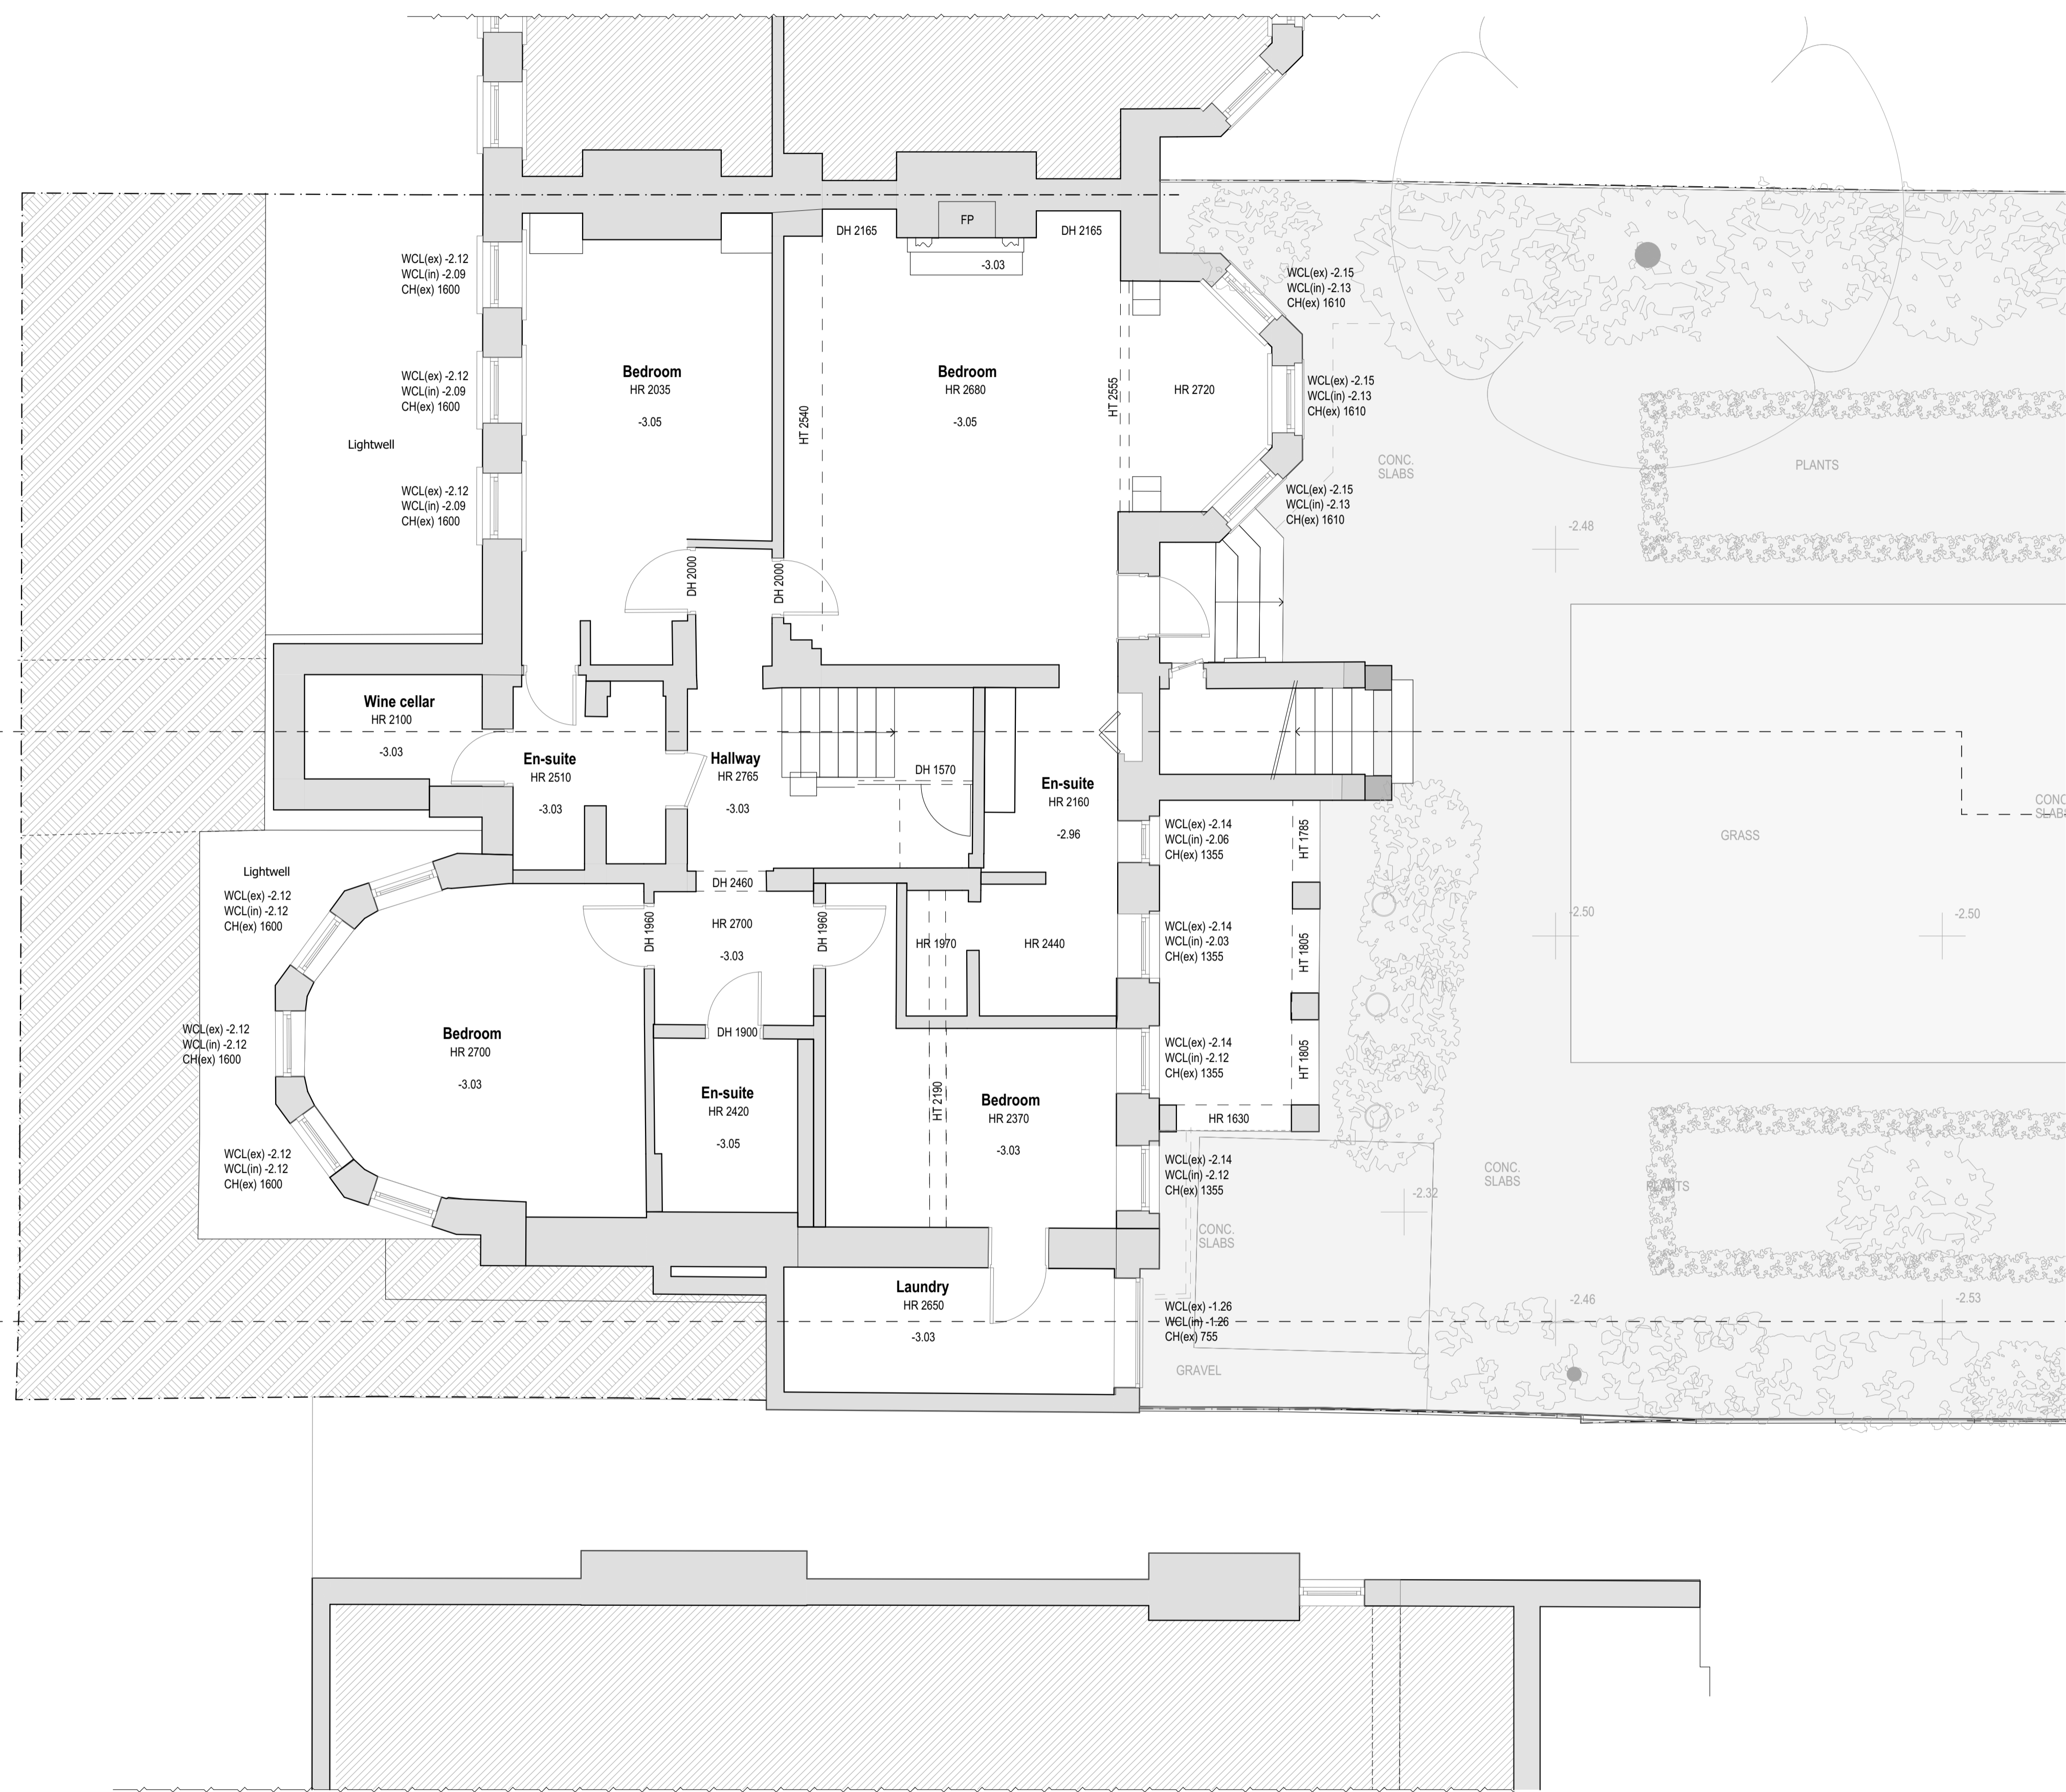 DH 2165
FP
DH 2165
-3.03
WCL(ex) -2.12
WCL(in) -2.09
CH(ex) 1600
WCL(ex) -2.15
WCL(in) -2.13
CH(ex) 1610
Bedroom
HR 2035
-3.05
Bedroom
HR 2680
-3.05
HT 2540
HT 2555
HR 2720
WCL(ex) -2.12
WCL(in) -2.09
CH(ex) 1600
WCL(ex) -2.15
WCL(in) -2.13
CH(ex) 1610
Lightwell
CONC.
SLABS
PLANTS
WCL(ex) -2.12
WCL(in) -2.09
CH(ex) 1600
WCL(ex) -2.15
WCL(in) -2.13
CH(ex) 1610
-2.48
DH 2000
DH 2000
Wine cellar
HR 2100
-3.03
En-suite
HR 2510
-3.03
Hallway
HR 2765
-3.03
DH 1570
En-suite
HR 2160
-2.96
WCL(ex) -2.14
WCL(in) -2.06
CH(ex) 1355
HT 1785
GRASS
CONC
SLABS
Lightwell
WCL(ex) -2.12
WCL(in) -2.12
CH(ex) 1600
DH 2460
DH 1960
HR 2700
-3.03
DH 1960
HR 1970
HR 2440
WCL(ex) -2.14
WCL(in) -2.03
CH(ex) 1355
HT 1805
-2.50
-2.50
WCL(ex) -2.12
WCL(in) -2.12
CH(ex) 1600
Bedroom
HR 2700
-3.03
DH 1900
WCL(ex) -2.14
WCL(in) -2.12
CH(ex) 1355
HT 1805
En-suite
HR 2420
-3.05
HT 2190
Bedroom
HR 2370
-3.03
HR 1630
WCL(ex) -2.12
WCL(in) -2.12
CH(ex) 1600
WCL(ex) -2.14
WCL(in) -2.12
CH(ex) 1355
-2.32
CONC.
SLABS
PLANTS
CONC.
SLABS
Laundry
HR 2650
-3.03
WCL(ex) -1.26
WCL(in) -1.26
CH(ex) 755
-2.46
-2.53
GRAVEL